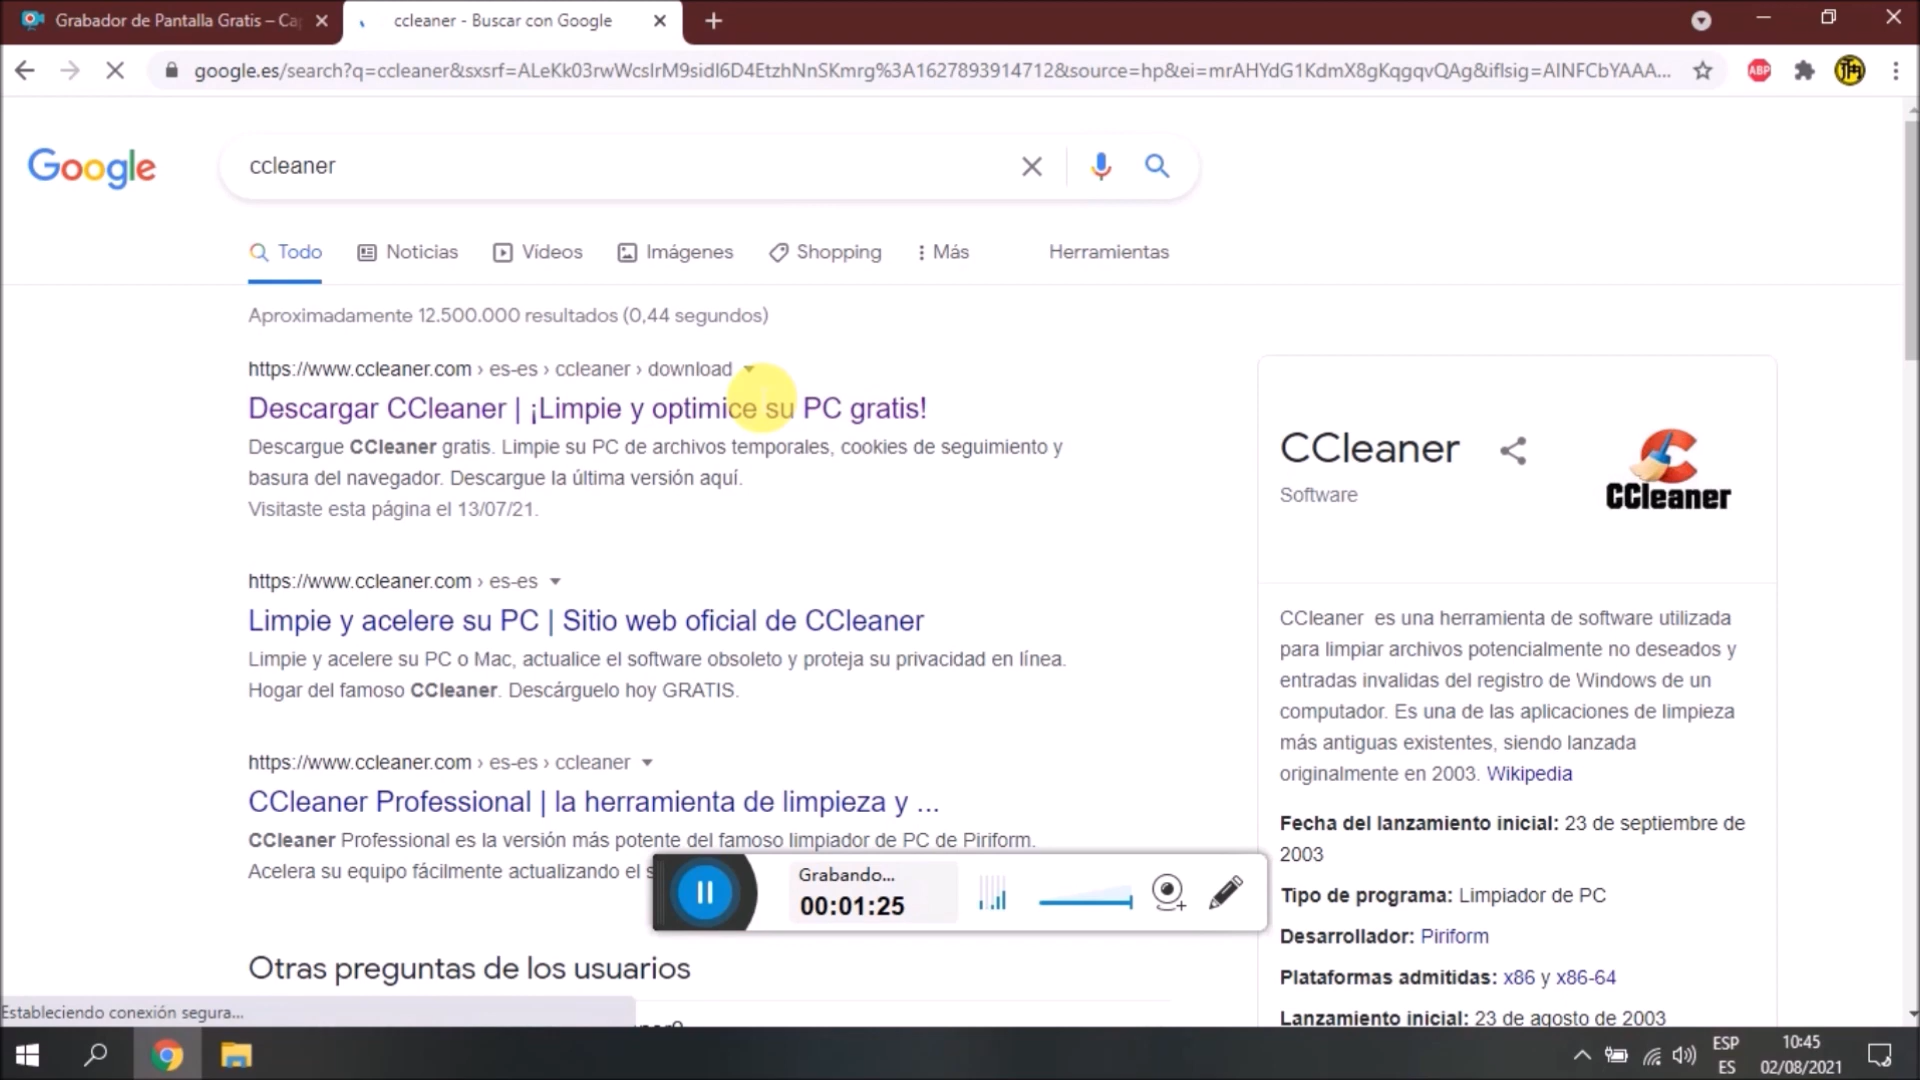 Grabador de Pantalla Gratis – Ca
ccleaner - Buscar con Google
google.es/search?q=ccleaner&sxsrf=ALeKk03rwWcsIrM9sidI6D4EtzhNnSKmrg%3A1627893914712&source=hp&ei=mrAHYdG1KdmX8gKqgqvQAg&iflsig=AINFCbYAAA...
ABP
Google
ccleaner
Todo
Noticias
Vídeos
Imágenes
Shopping
Más
Herramientas
Aproximadamente 12.500.000 resultados (0,44 segundos)
https://www.ccleaner.com › es-es › ccleaner › download
Descargar CCleaner | ¡Limpie y optimice su PC gratis!
Descargue CCleaner gratis. Limpie su PC de archivos temporales, cookies de seguimiento y
basura del navegador. Descargue la última versión aquí.
Visitaste esta página el 13/07/21.
https://www.ccleaner.com › es-es
Limpie y acelere su PC | Sitio web oficial de CCleaner
Limpie y acelere su PC o Mac, actualice el software obsoleto y proteja su privacidad en línea.
Hogar del famoso CCleaner. Descárguelo hoy GRATIS.
https://www.ccleaner.com › es-es › ccleaner
CCleaner Professional | la herramienta de limpieza y ...
CCleaner Professional es la versión más potente del famoso limpiador de PC de Piriform.
Acelera su equipo fácilmente actualizando el s
Otras preguntas de los usuarios
CCleaner
Software
CCleaner
CCleaner es una herramienta de software utilizada
para limpiar archivos potencialmente no deseados y
entradas invalidas del registro de Windows de un
computador. Es una de las aplicaciones de limpieza
más antiguas existentes, siendo lanzada
originalmente en 2003. Wikipedia
Fecha del lanzamiento inicial: 23 de septiembre de
2003
Tipo de programa: Limpiador de PC
Desarrollador: Piriform
Plataformas admitidas: x86 y x86-64
Lanzamiento inicial: 23 de agosto de 2003
Grabando...
00:01:25
Estableciendo conexión segura...
ESP
ES
10:45
02/08/2021